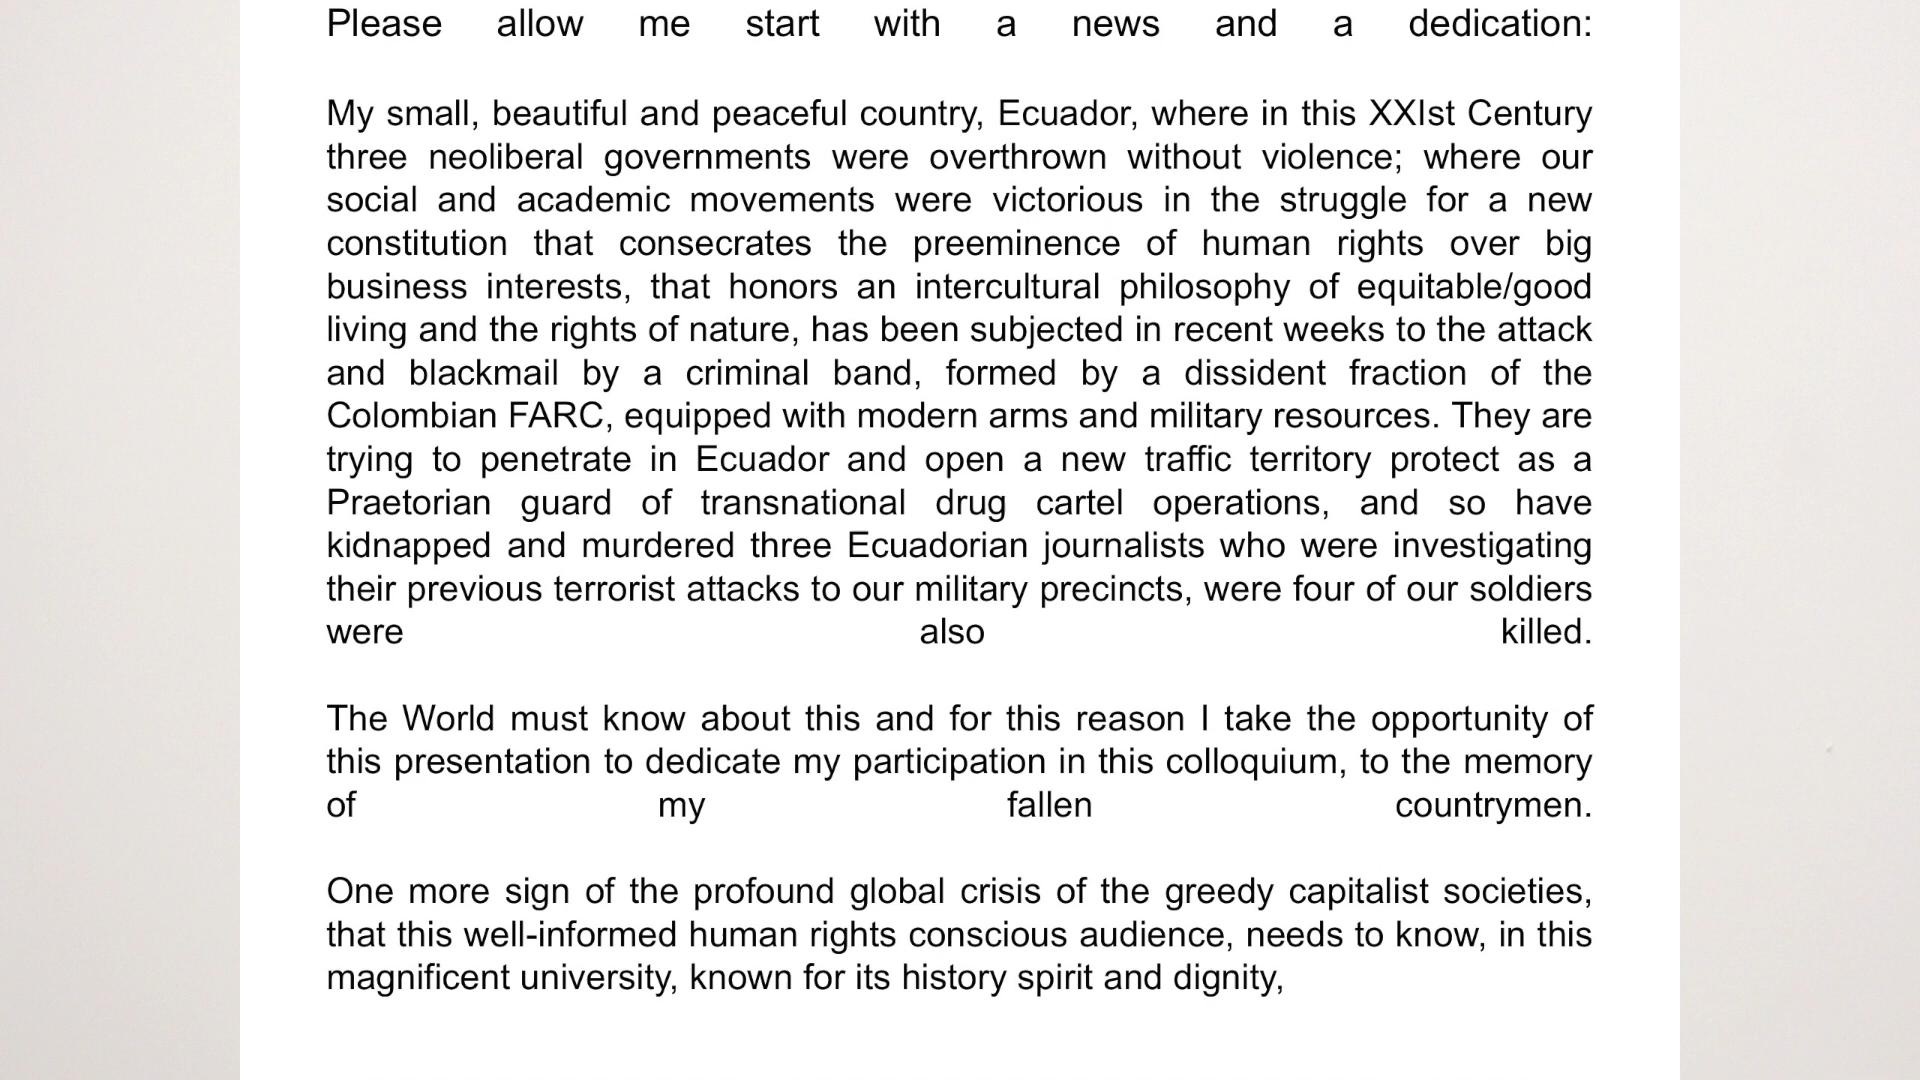 Please allow me start with a news and a dedication:
My small, beautiful and peaceful country, Ecuador, where in this XXIst Century
three neoliberal governments were overthrown without violence; where our
social and academic movements were victorious in the struggle for a new
constitution that consecrates the preeminence of human rights over big
business interests, that honors an intercultural philosophy of equitable/good
living and the rights of nature, has been subjected in recent weeks to the attack
and blackmail by a criminal band, formed by a dissident fraction of the
Colombian FARC, equipped with modern arms and military resources. They are
trying to penetrate in Ecuador and open a new traffic territory protect as a
Praetorian guard of transnational drug cartel operations, and so have
kidnapped and murdered three Ecuadorian journalists who were investigating
their previous terrorist attacks to our military precincts, were four of our soldiers
were also killed.
The World must know about this and for this reason I take the opportunity of
this presentation to dedicate my participation in this colloquium, to the memory
of my fallen countrymen.
One more sign of the profound global crisis of the greedy capitalist societies,
that this well-informed human rights conscious audience, needs to know, in this
magnificent university, known for its history spirit and dignity,